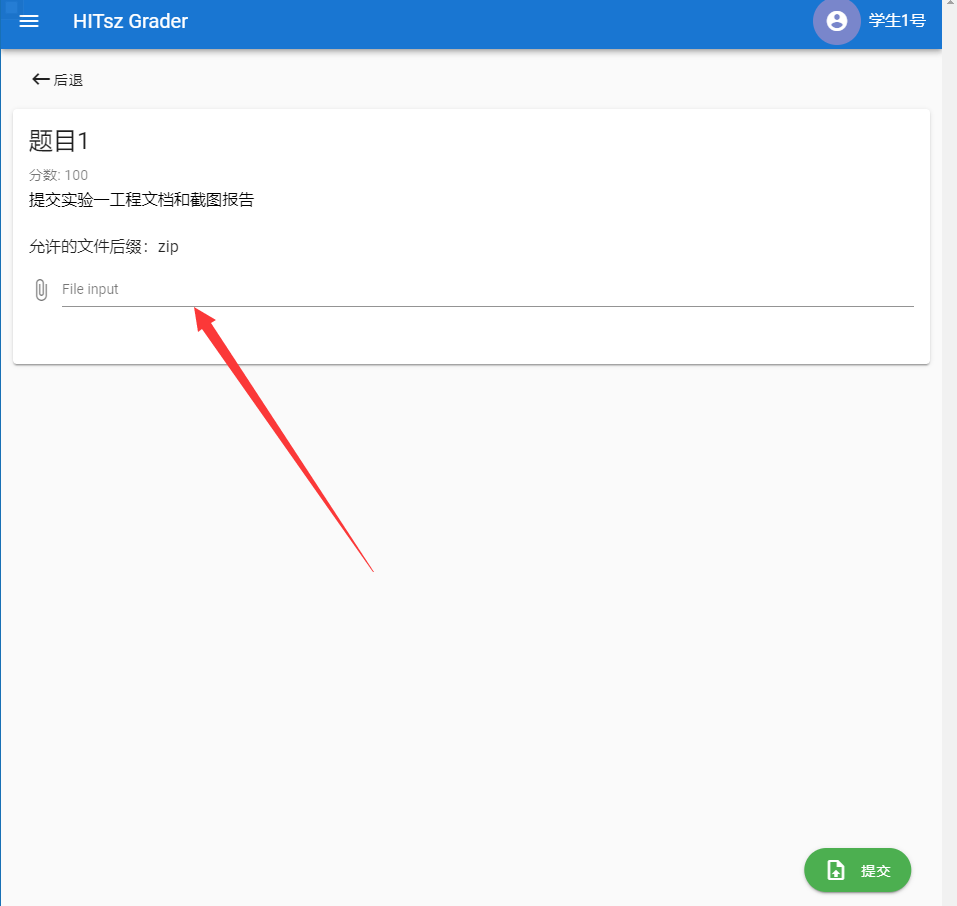 HITsz Grader
学生1号
后退
题目1
分数: 100
提交实验一工程文档和截图报告
允许的文件后缀：zip
File input
提交